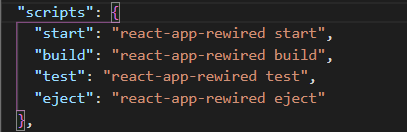 "scripts": {
"start": "react-app-rewired start",
"build": "react-app-rewired build",
"test": "react-app-rewired test",
"eject": "react-app-rewired eject"
},